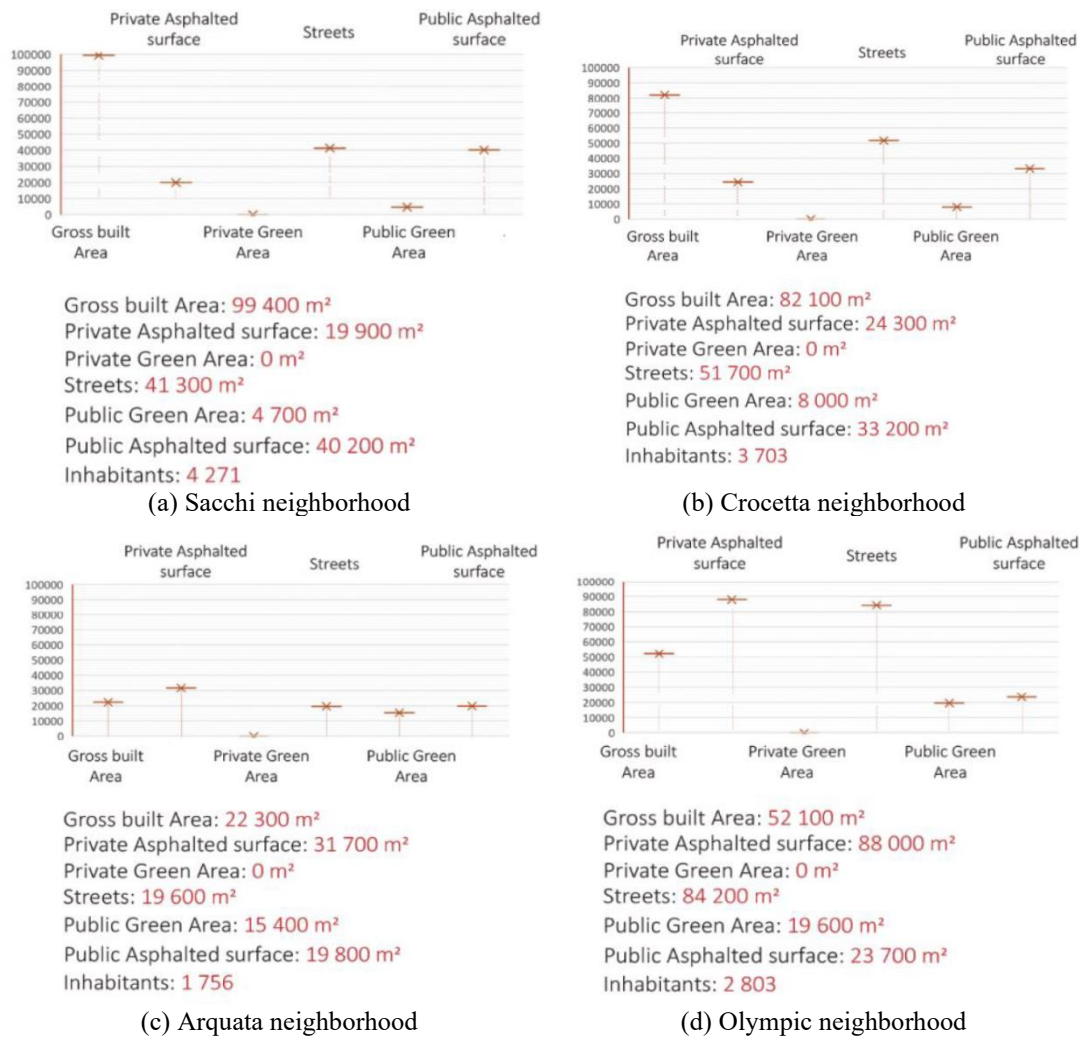 Private Asphalted
surface
Streets
Public Asphalted
surface
100000
90000
80000
70000
60000
50000
40000
30000
20000
10000
0
Gross built
Area
Private Green
Area
Public Green
Area
Gross built Area: 99 400 m²
Private Asphalted surface: 19 900 m²
Private Green Area: 0 m²
Streets: 41 300 m²
Public Green Area: 4 700 m²
Public Asphalted surface: 40 200 m²
Inhabitants: 4 271
(a) Sacchi neighborhood
Private Asphalted
surface
Streets
Public Asphalted
surface
100000
90000
80000
70000
60000
50000
40000
30000
20000
10000
0
Gross built
Area
Private Green
Area
Public Green
Area
Gross built Area: 82 100 m²
Private Asphalted surface: 24 300 m²
Private Green Area: 0 m²
Streets: 51 700 m²
Public Green Area: 8 000 m²
Public Asphalted surface: 33 200 m²
Inhabitants: 3 703
(b) Crocetta neighborhood
Private Asphalted
surface
Streets
Public Asphalted
surface
100000
90000
80000
70000
60000
50000
40000
30000
20000
10000
0
Gross built
Area
Private Green
Area
Public Green
Area
Gross built Area: 22 300 m²
Private Asphalted surface: 31 700 m²
Private Green Area: 0 m²
Streets: 19 600 m²
Public Green Area: 15 400 m²
Public Asphalted surface: 19 800 m²
Inhabitants: 1 756
(c) Arquata neighborhood
Private Asphalted
surface
Streets
Public Asphalted
surface
100000
90000
80000
70000
60000
50000
40000
30000
20000
10000
0
Gross built
Area
Private Green
Area
Public Green
Area
Gross built Area: 52 100 m²
Private Asphalted surface: 88 000 m²
Private Green Area: 0 m²
Streets: 84 200 m²
Public Green Area: 19 600 m²
Public Asphalted surface: 23 700 m²
Inhabitants: 2 803
(d) Olympic neighborhood